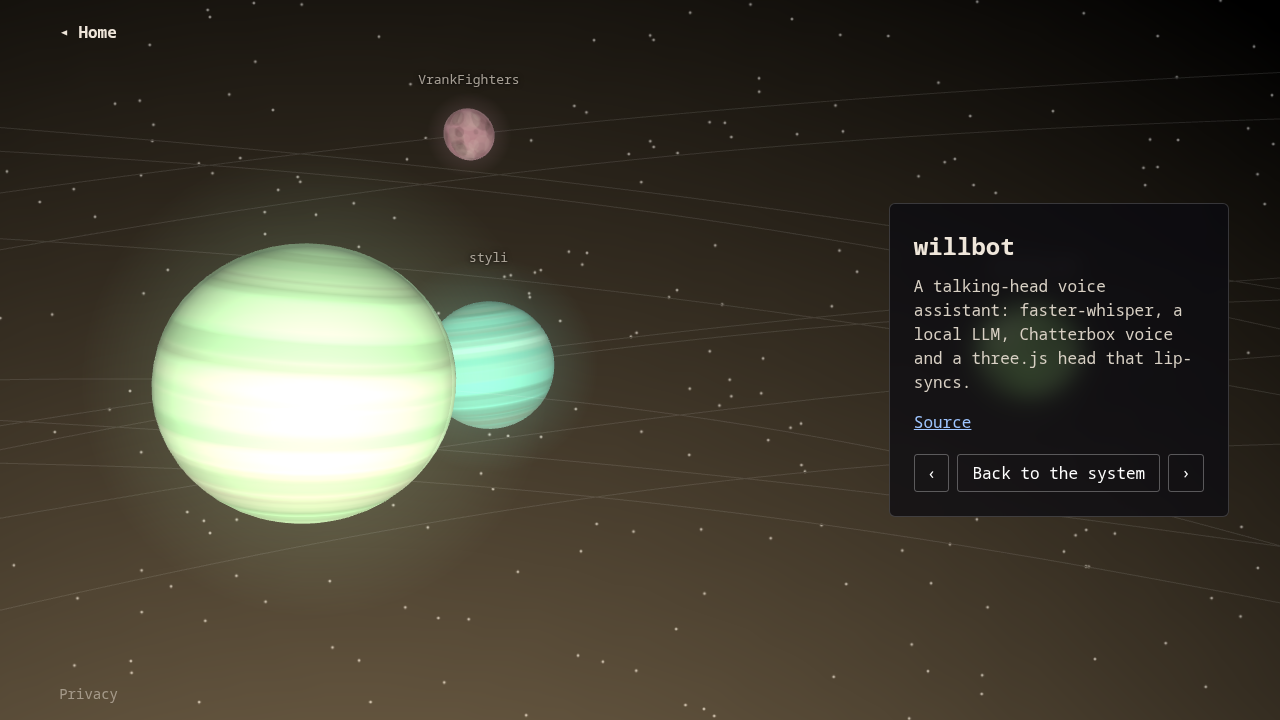 ◂ Home
VrankFighters
styli
willbot
A talking-head voice
assistant: faster-whisper, a
local LLM, Chatterbox voice
and a three.js head that lip-
syncs.
Source
‹ Back to the system ›
Privacy